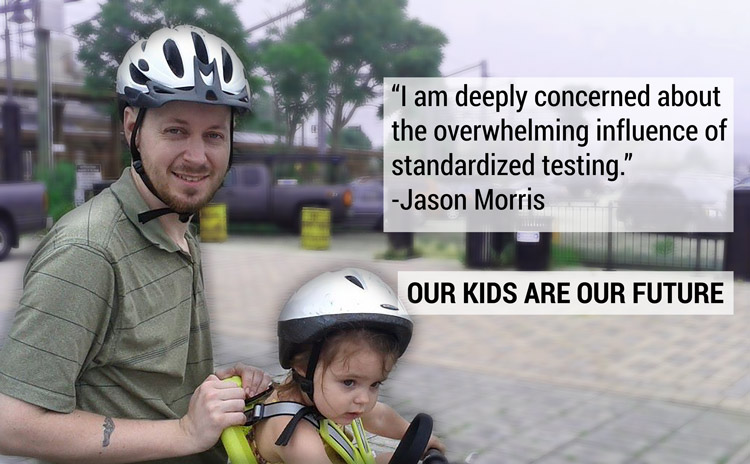 “I am deeply concerned about
the overwhelming influence of
standardized testing.”
-Jason Morris
OUR KIDS ARE OUR FUTURE